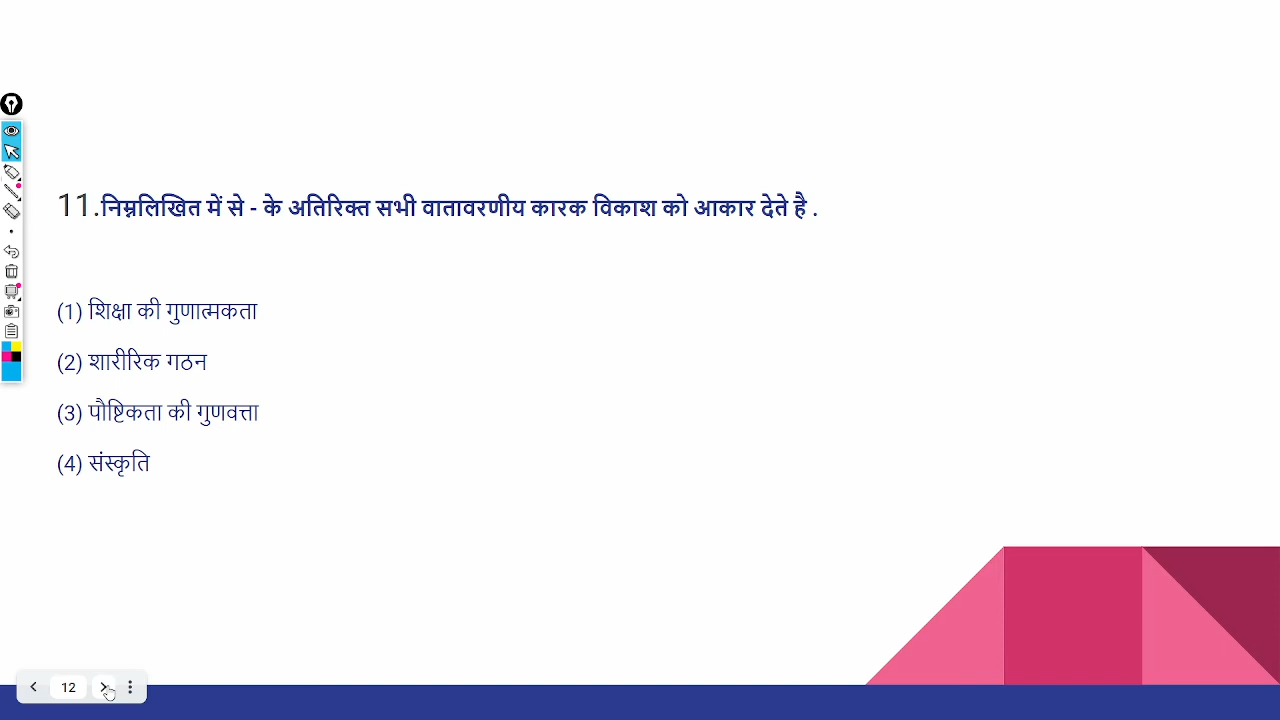 11.निम्नलिखित में से - के अतिरिक्त सभी वातावरणीय कारक विकाश को आकार देते है .
(1) शिक्षा की गुणात्मकता
(2) शारीरिक गठन
(3) पौष्टिकता की गुणवत्ता
(4) संस्कृति
12